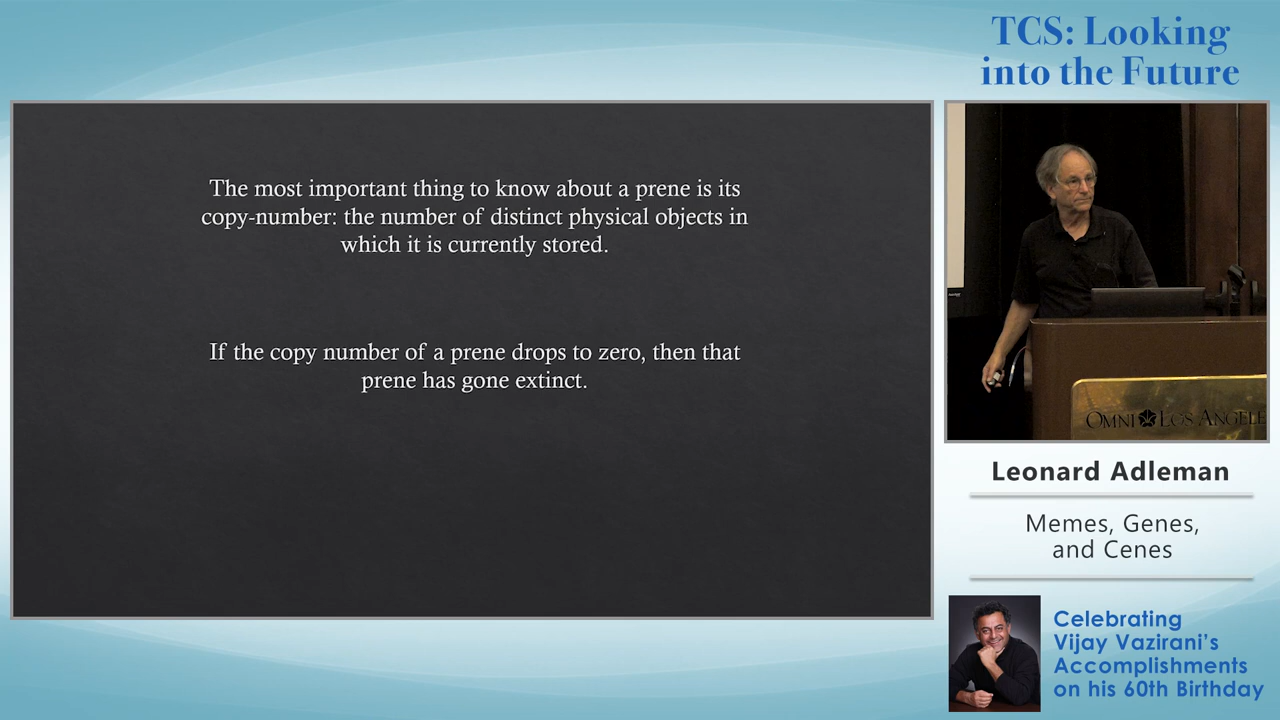 TCS: Looking
into the Future
The most important thing to know about a prene is its
copy-number: the number of distinct physical objects in
which it is currently stored.
If the copy number of a prene drops to zero, then that
prene has gone extinct.
OMNI LOS ANGELE
Leonard Adleman
Memes, Genes,
and Cenes
Celebrating
Vijay Vazirani's
Accomplishments
on his 60th Birthday